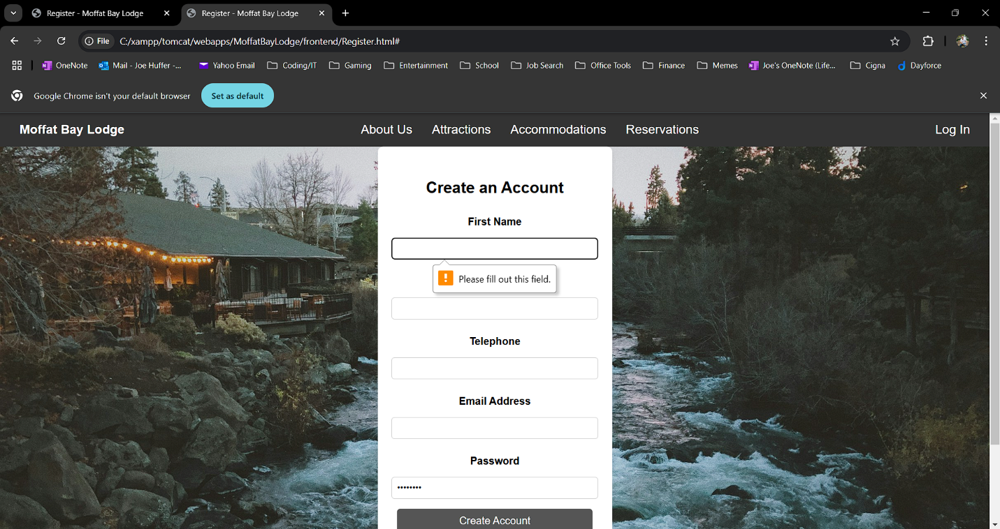 Register - Moffat Bay Lodge
Register - Moffat Bay Lodge
File C:/xampp/tomcat/webapps/MoffatBayLodge/frontend/Register.html#
OneNote Mail - Joe Huffer -... Yahoo Email Coding/IT Gaming Entertainment School Job Search Office Tools Finance Memes Joe's OneNote (Life... Cigna Dayforce
Google Chrome isn't your default browser Set as default
Moffat Bay Lodge About Us Attractions Accommodations Reservations Log In
Create an Account
First Name
Please fill out this field.
Telephone
Email Address
Password
Create Account